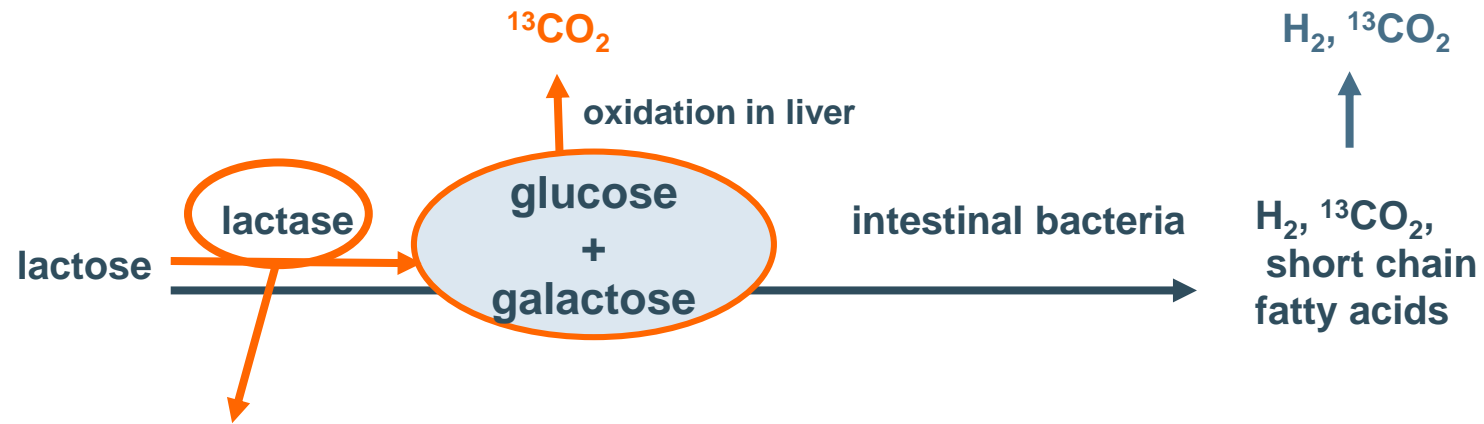 ¹³CO₂
H₂, ¹³CO₂
oxidation in liver
glucose
+
galactose
lactase
lactose
intestinal bacteria
H₂, ¹³CO₂,
short chain
fatty acids